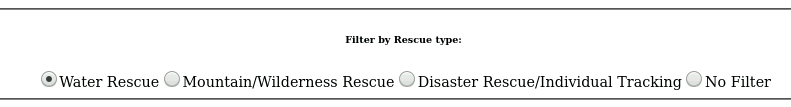 Filter by Rescue type:
Water Rescue Mountain/Wilderness Rescue Disaster Rescue/Individual Tracking No Filter